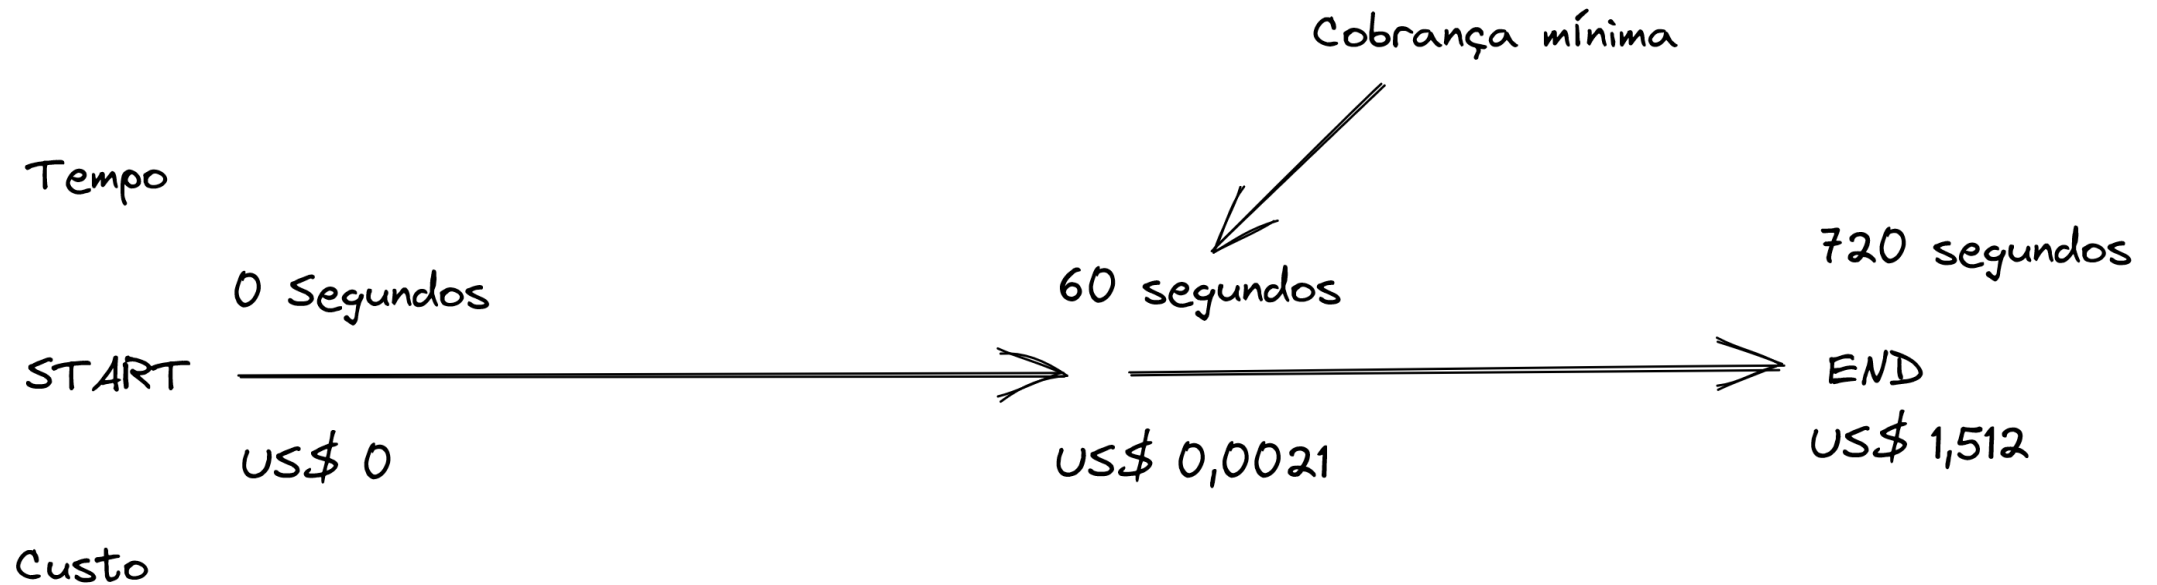 Cobrança mínima
Tempo
0 Segundos
60 segundos
720 segundos
START
END
US$ 0
US$ 0,0021
US$ 1,512
Custo